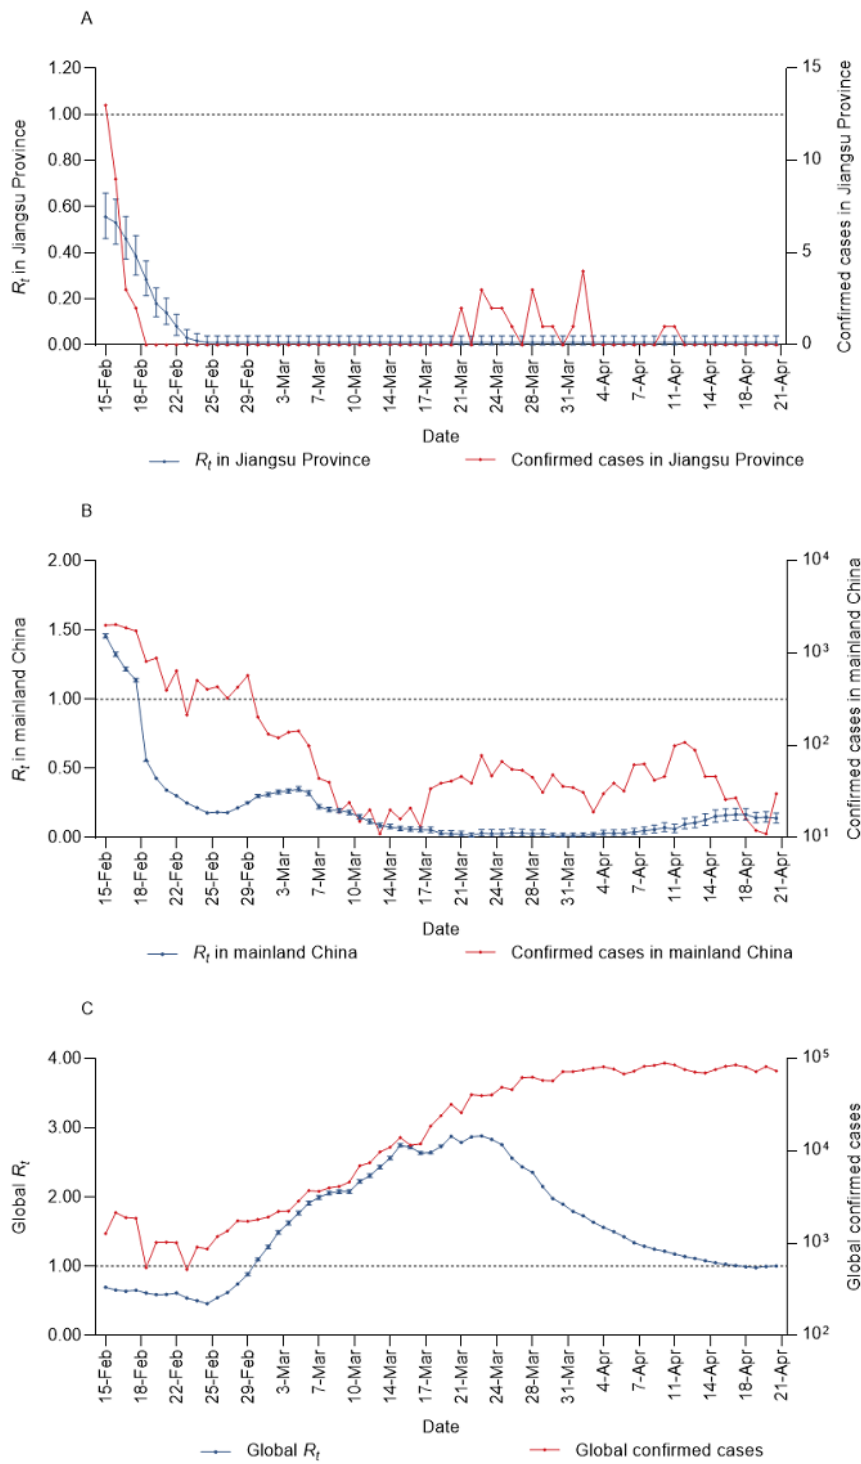 A
1.20
1.00
0.80
0.60
0.40
0.20
0.00
15
10
5
0
R_t in Jiangsu Province
Confirmed cases in Jiangsu Province
15-Feb 18-Feb 22-Feb 25-Feb 29-Feb 3-Mar 7-Mar 10-Mar 14-Mar 17-Mar 21-Mar 24-Mar 28-Mar 31-Mar 4-Apr 7-Apr 11-Apr 14-Apr 18-Apr 21-Apr
Date
R_t in Jiangsu Province Confirmed cases in Jiangsu Province
B
2.00
1.50
1.00
0.50
0.00
10⁴
10³
10²
10¹
R_t in mainland China
Confirmed cases in mainland China
15-Feb 18-Feb 22-Feb 25-Feb 29-Feb 3-Mar 7-Mar 10-Mar 14-Mar 17-Mar 21-Mar 24-Mar 28-Mar 31-Mar 4-Apr 7-Apr 11-Apr 14-Apr 18-Apr 21-Apr
Date
R_t in mainland China Confirmed cases in mainland China
C
4.00
3.00
2.00
1.00
0.00
10⁵
10⁴
10³
10²
Global R_t
Global confirmed cases
15-Feb 18-Feb 22-Feb 25-Feb 29-Feb 3-Mar 7-Mar 10-Mar 14-Mar 17-Mar 21-Mar 24-Mar 28-Mar 31-Mar 4-Apr 7-Apr 11-Apr 14-Apr 18-Apr 21-Apr
Date
Global R_t Global confirmed cases